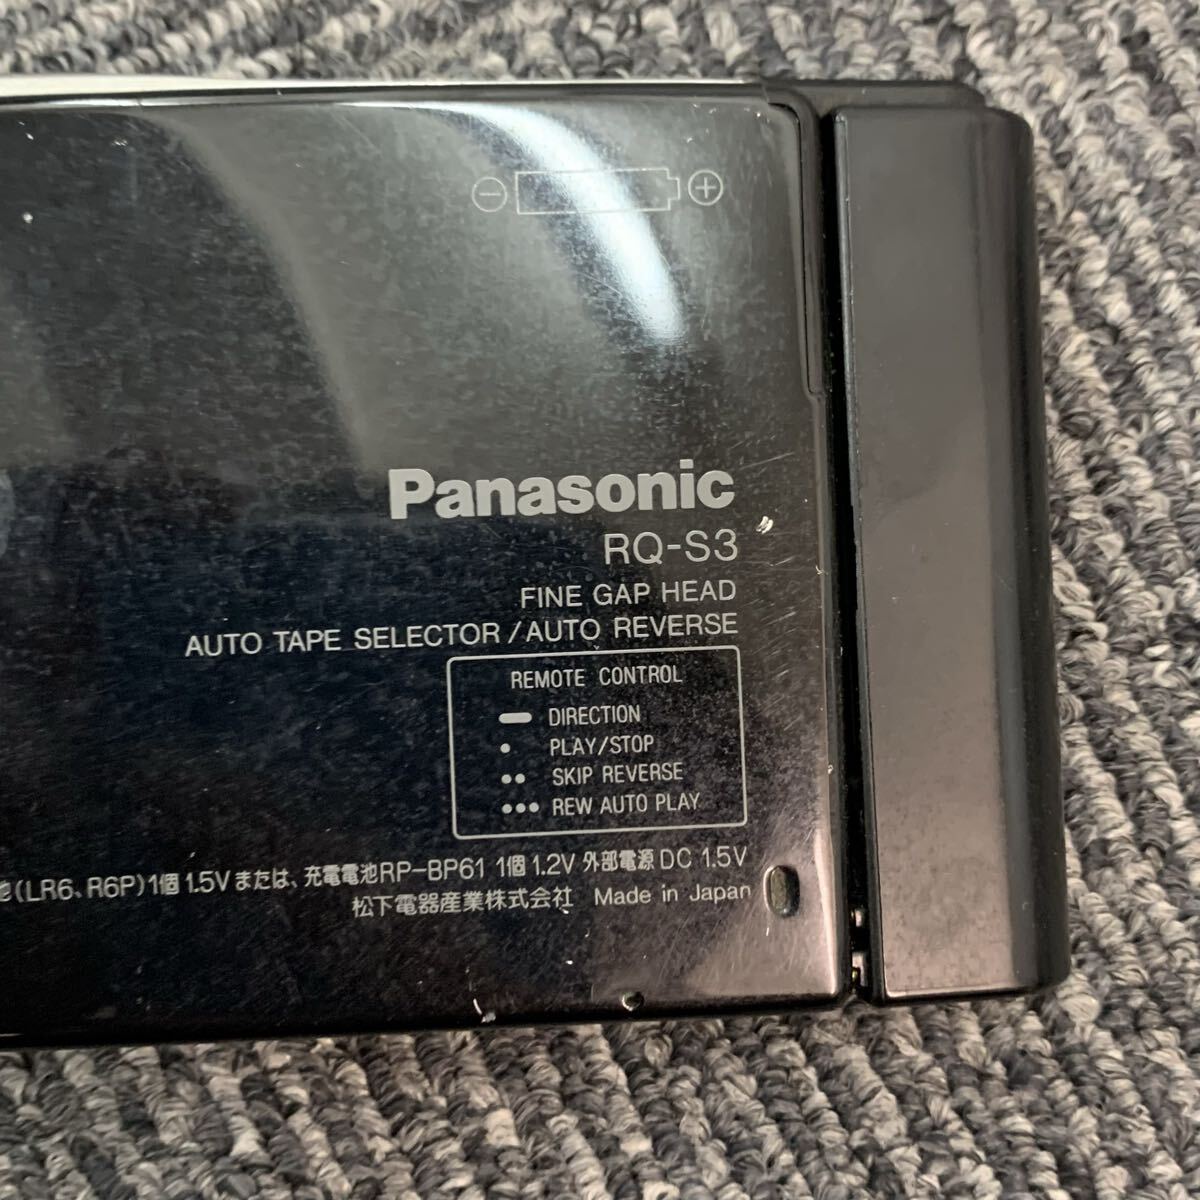 ⊖ ⊕
Panasonic
RQ-S3
FINE GAP HEAD
AUTO TAPE SELECTOR/AUTO REVERSE
REMOTE CONTROL
DIRECTION
PLAY/STOP
SKIP REVERSE
REW AUTO PLAY
(LR6、R6P)1個 1.5Vまたは、充電電池RP-BP61 1個 1.2V 外部電源 DC 1.5V
松下電器産業株式会社 Made in Japan